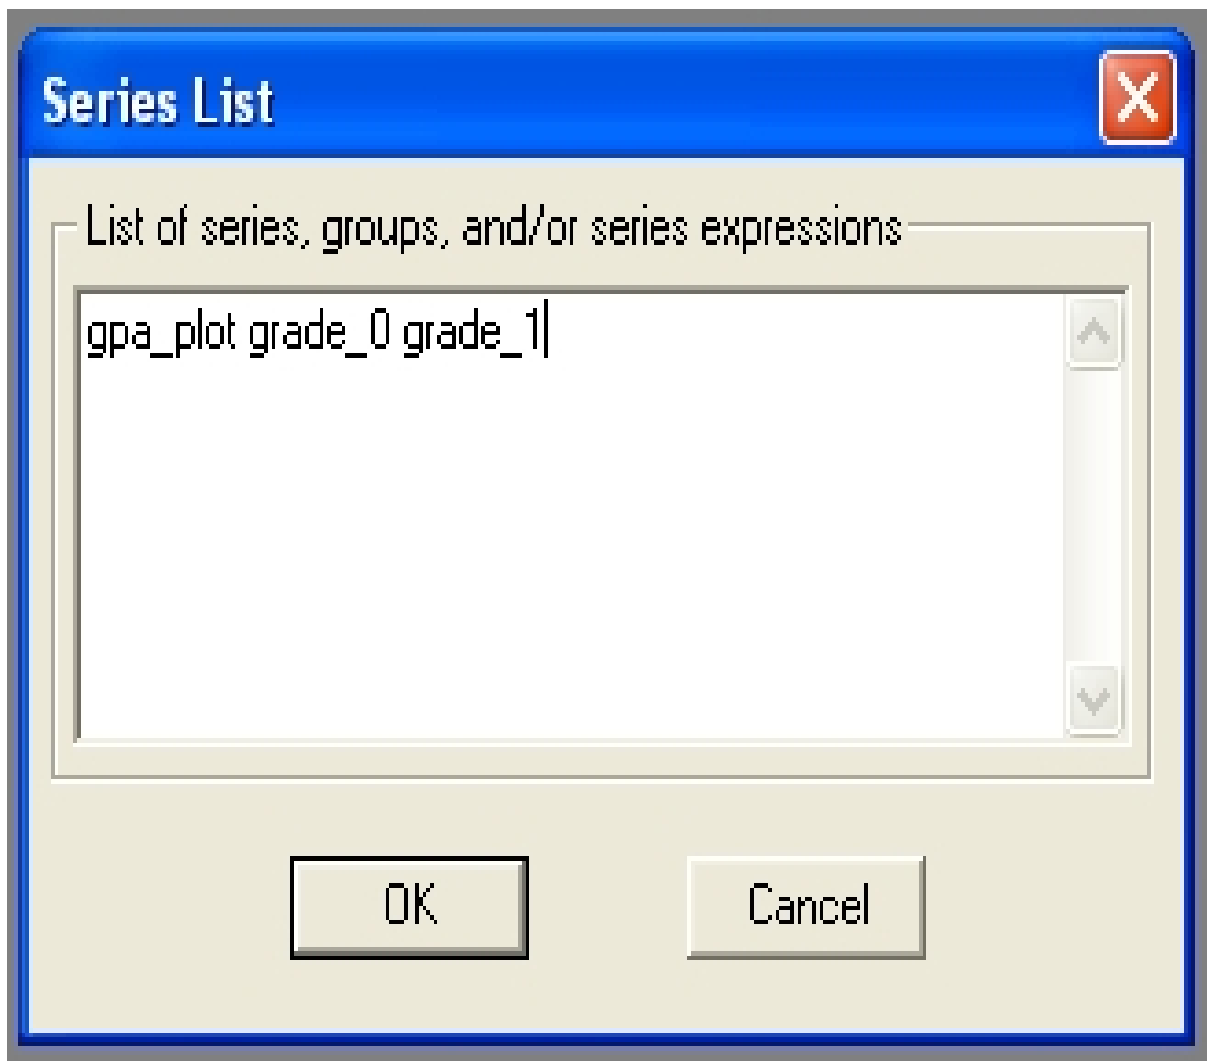 Series List
List of series, groups, and/or series expressions
gpa_plot grade_0 grade_1
OK
Cancel